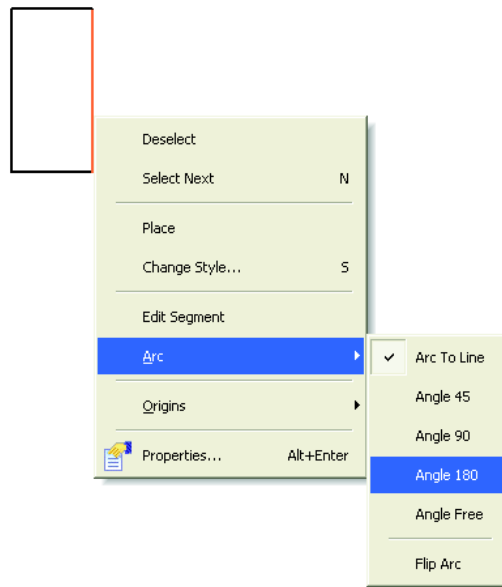 Deselect
Select Next N
Place
Change Style... S
Edit Segment
Arc
Arc To Line
Angle 45
Angle 90
Angle 180
Angle Free
Flip Arc
Origins
Properties... Alt+Enter